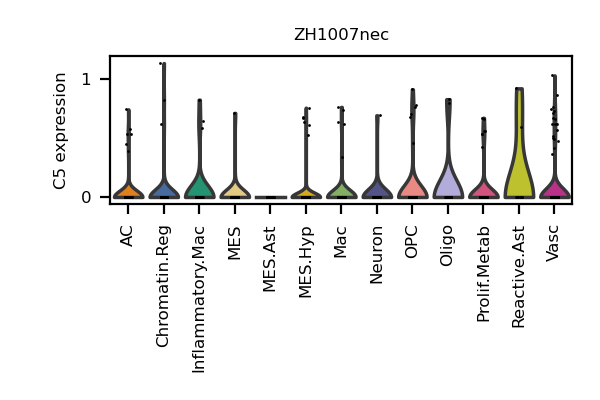 ZH1007nec
C5 expression
1
0
AC
Chromatin.Reg
Inflammatory.Mac
MES
MES.Ast
MES.Hyp
Mac
Neuron
OPC
Oligo
Prolif.Metab
Reactive.Ast
Vasc